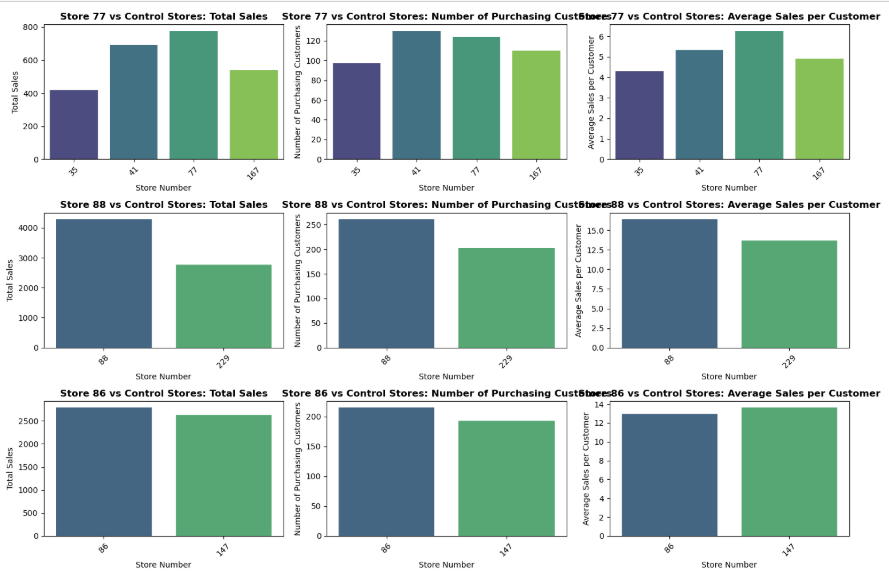 Store 77 vs Control Stores: Total Sales
Total Sales
800
600
400
200
0
35
41
77
167
Store Number
Store 77 vs Control Stores: Number of Purchasing Customers
Number of Purchasing Customers
120
100
80
60
40
20
0
35
41
77
167
Store Number
Store 77 vs Control Stores: Average Sales per Customer
Average Sales per Customer
6
5
4
3
2
1
0
35
41
77
167
Store Number
Store 88 vs Control Stores: Total Sales
Total Sales
4000
3000
2000
1000
0
88
229
Store Number
Store 88 vs Control Stores: Number of Purchasing Customers
Number of Purchasing Customers
250
200
150
100
50
0
88
229
Store Number
Store 88 vs Control Stores: Average Sales per Customer
Average Sales per Customer
15.0
12.5
10.0
7.5
5.0
2.5
0.0
88
229
Store Number
Store 86 vs Control Stores: Total Sales
Total Sales
2500
2000
1500
1000
500
0
86
147
Store Number
Store 86 vs Control Stores: Number of Purchasing Customers
Number of Purchasing Customers
200
150
100
50
0
86
147
Store Number
Store 86 vs Control Stores: Average Sales per Customer
Average Sales per Customer
14
12
10
8
6
4
2
0
86
147
Store Number